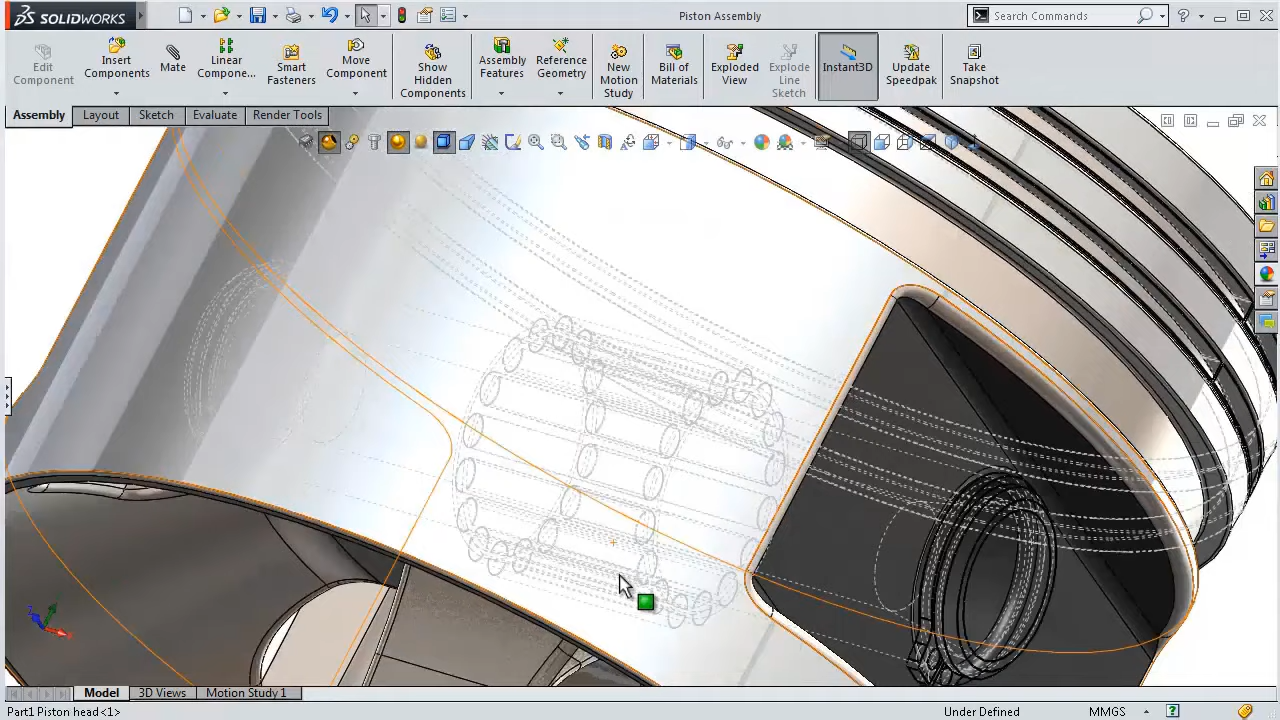 SOLIDWORKS
Piston Assembly
Search Commands
Edit Component
Insert Components
Mate
Linear Compone...
Smart Fasteners
Move Component
Show Hidden Components
Assembly Features
Reference Geometry
New Motion Study
Bill of Materials
Exploded View
Explode Line Sketch
Instant3D
Update Speedpak
Take Snapshot
Assembly
Layout
Sketch
Evaluate
Render Tools
Model
3D Views
Motion Study 1
Part1 Piston head<1>
Under Defined
MMGS